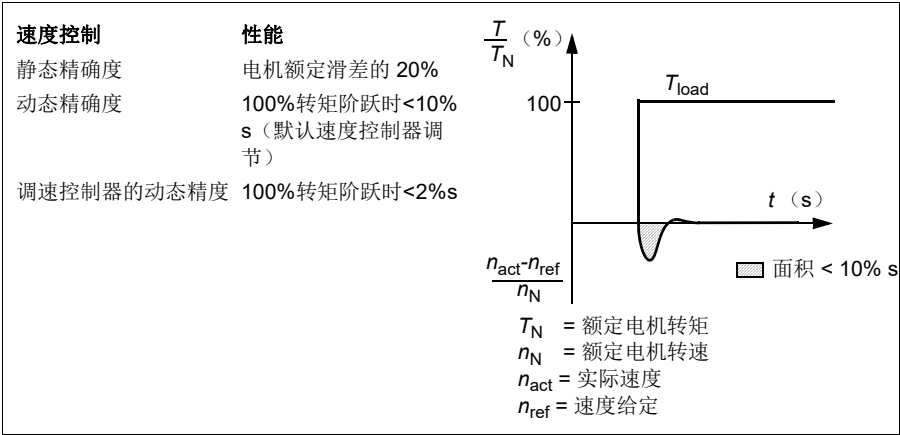 速度控制 性能
静态精确度 电机额定滑差的 20%
动态精确度 100%转矩阶跃时<10%
s（默认速度控制器调
节）
调速控制器的动态精度 100%转矩阶跃时<2%s
T
TN （%）
Tload
100
t （s）
nact-nref
nN
面积 < 10% s
TN = 额定电机转矩
nN = 额定电机转速
nact = 实际速度
nref = 速度给定